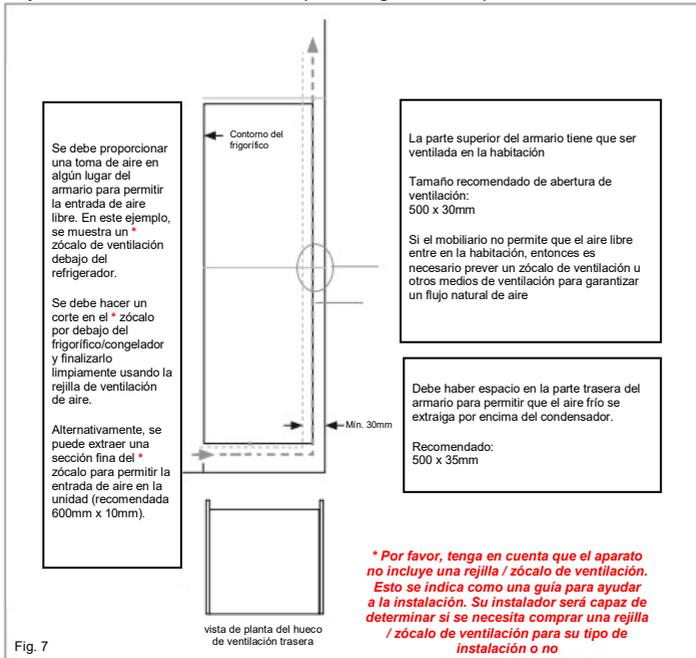 Se debe proporcionar
una toma de aire en
algún lugar del
armario para permitir
la entrada de aire
libre. En este ejemplo,
se muestra un *
zócalo de ventilación
debajo del
refrigerador.
Se debe hacer un
corte en el * zócalo
por debajo del
frigorífico/congelador
y finalizarlo
limpiamente usando la
rejilla de ventilación
de aire.
Alternativamente, se
puede extraer una
sección fina del *
zócalo para permitir la
entrada de aire en la
unidad (recomendada
600mm x 10mm).
Contorno del
frigorífico
Mín. 30mm
vista de planta del hueco
de ventilación trasera
La parte superior del armario tiene que ser
ventilada en la habitación
Tamaño recomendado de abertura de
ventilación:
500 x 30mm
Si el mobiliario no permite que el aire libre
entre en la habitación, entonces es
necesario prever un zócalo de ventilación u
otros medios de ventilación para garantizar
un flujo natural de aire
Debe haber espacio en la parte trasera del
armario para permitir que el aire frío se
extraiga por encima del condensador.
Recomendado:
500 x 35mm
* Por favor, tenga en cuenta que el aparato
no incluye una rejilla / zócalo de ventilación.
Esto se indica como una guía para ayudar
a la instalación. Su instalador será capaz de
determinar si se necesita comprar una rejilla
/ zócalo de ventilación para su tipo de
instalación o no
Fig. 7